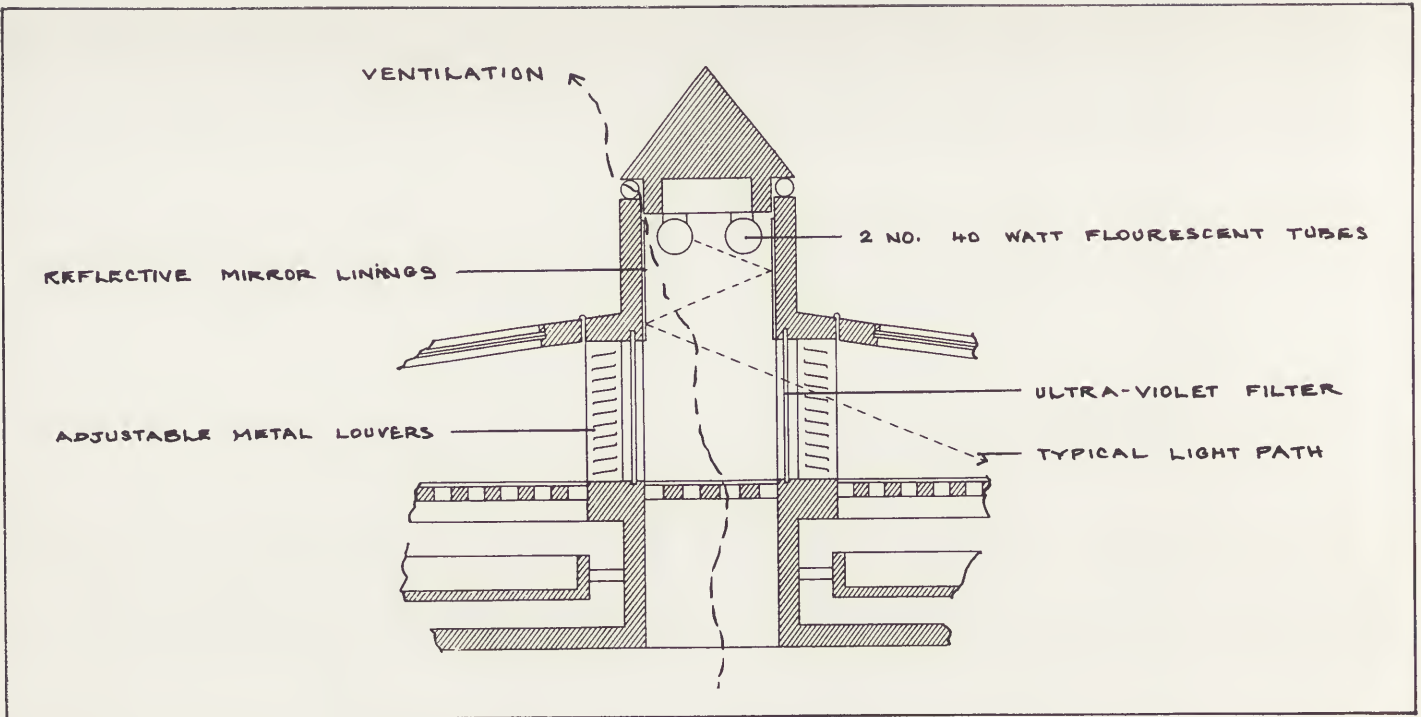 VENTILATION
2 NO. 40 WATT FLOURESCENT TUBES
REFLECTIVE MIRROR LININGS
ULTRA-VIOLET FILTER
ADJUSTABLE METAL LOUVERS
TYPICAL LIGHT PATH